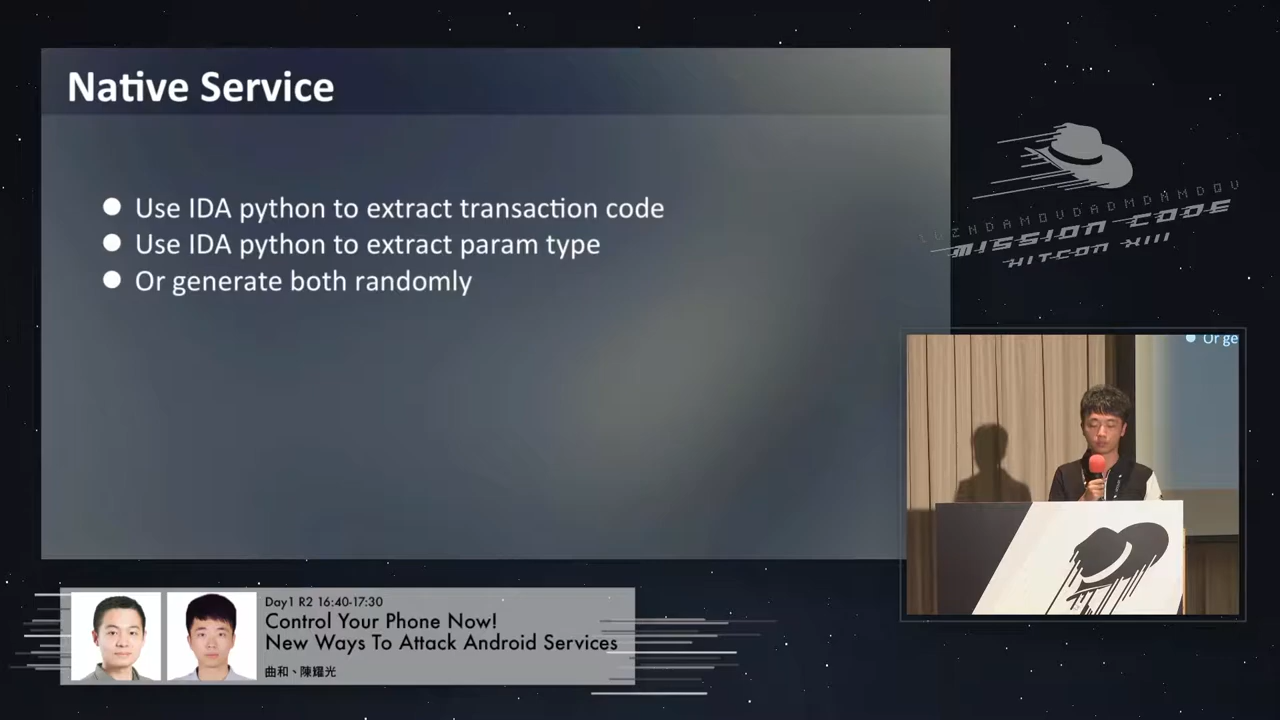 Native Service
● Use IDA python to extract transaction code
● Use IDA python to extract param type
● Or generate both randomly
MISSION CODE
HITCON XIII
● Or ge
Day1 R2 16:40-17:30
Control Your Phone Now!
New Ways To Attack Android Services
曲和、陳耀光